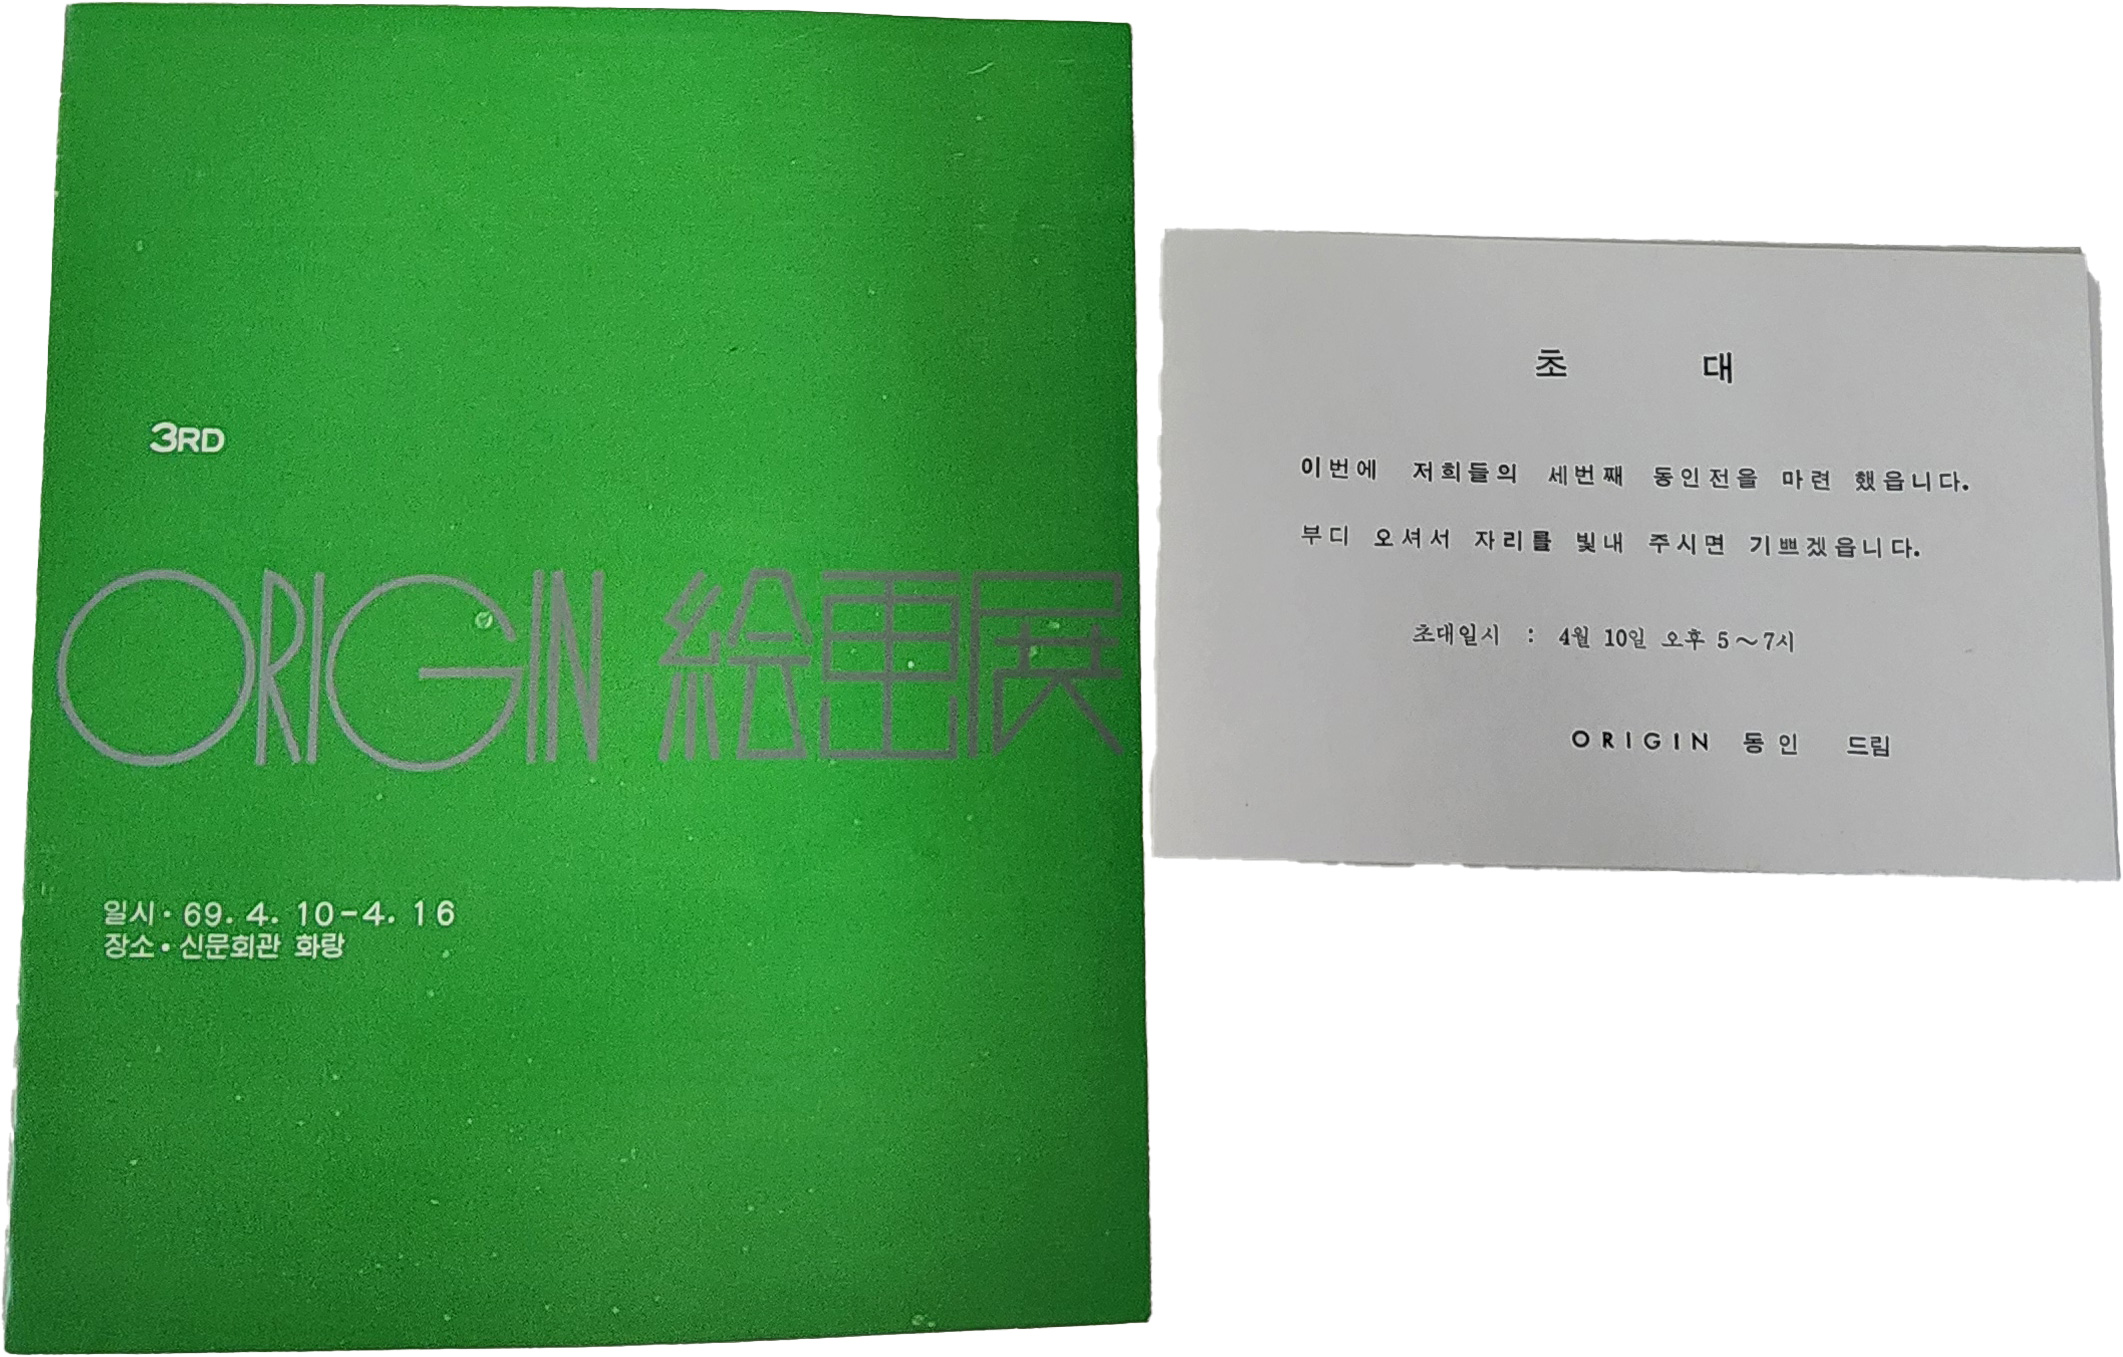 3RD
ORIGIN 絵画展
일시· 69. 4. 10-4. 16
장소· 신문회관 화랑
초 대
이번에 저희들의 세번째 동인전을 마련 했읍니다.
부디 오셔서 자리를 빛내 주시면 기쁘겠읍니다.
초대일시 : 4월 10일 오후 5~7시
ORIGIN 동인 드림